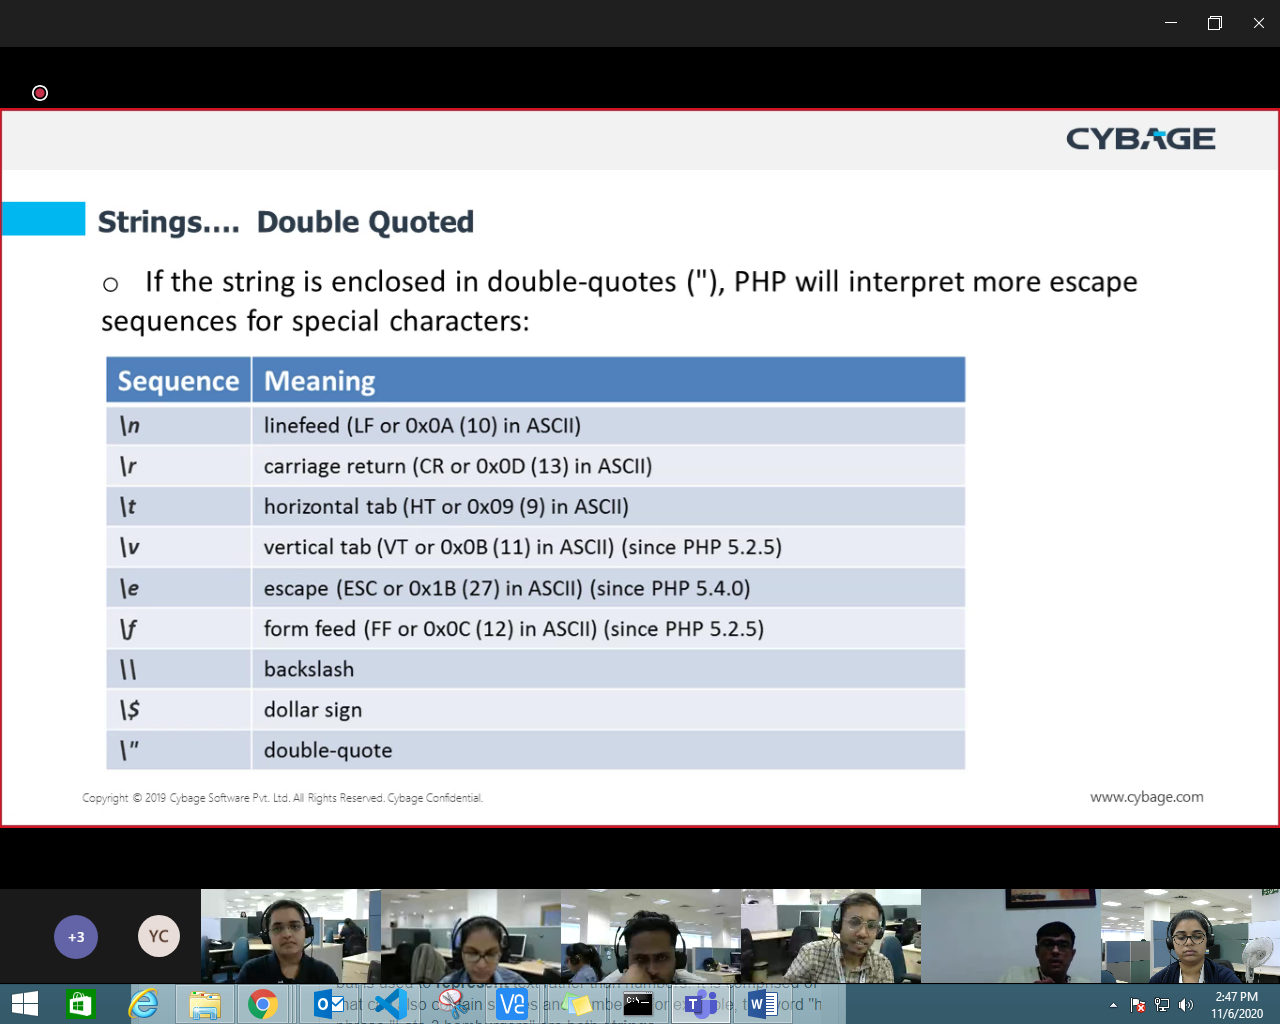 CYBAGE
Strings.... Double Quoted
o If the string is enclosed in double-quotes ("), PHP will interpret more escape
sequences for special characters:
Sequence Meaning
\n linefeed (LF or 0x0A (10) in ASCII)
\r carriage return (CR or 0x0D (13) in ASCII)
\t horizontal tab (HT or 0x09 (9) in ASCII)
\v vertical tab (VT or 0x0B (11) in ASCII) (since PHP 5.2.5)
\e escape (ESC or 0x1B (27) in ASCII) (since PHP 5.4.0)
\f form feed (FF or 0x0C (12) in ASCII) (since PHP 5.2.5)
\\ backslash
\$ dollar sign
\" double-quote
Copyright © 2019 Cybage Software Pvt. Ltd. All Rights Reserved. Cybage Confidential.
www.cybage.com
+3 YC
2:47 PM
11/6/2020